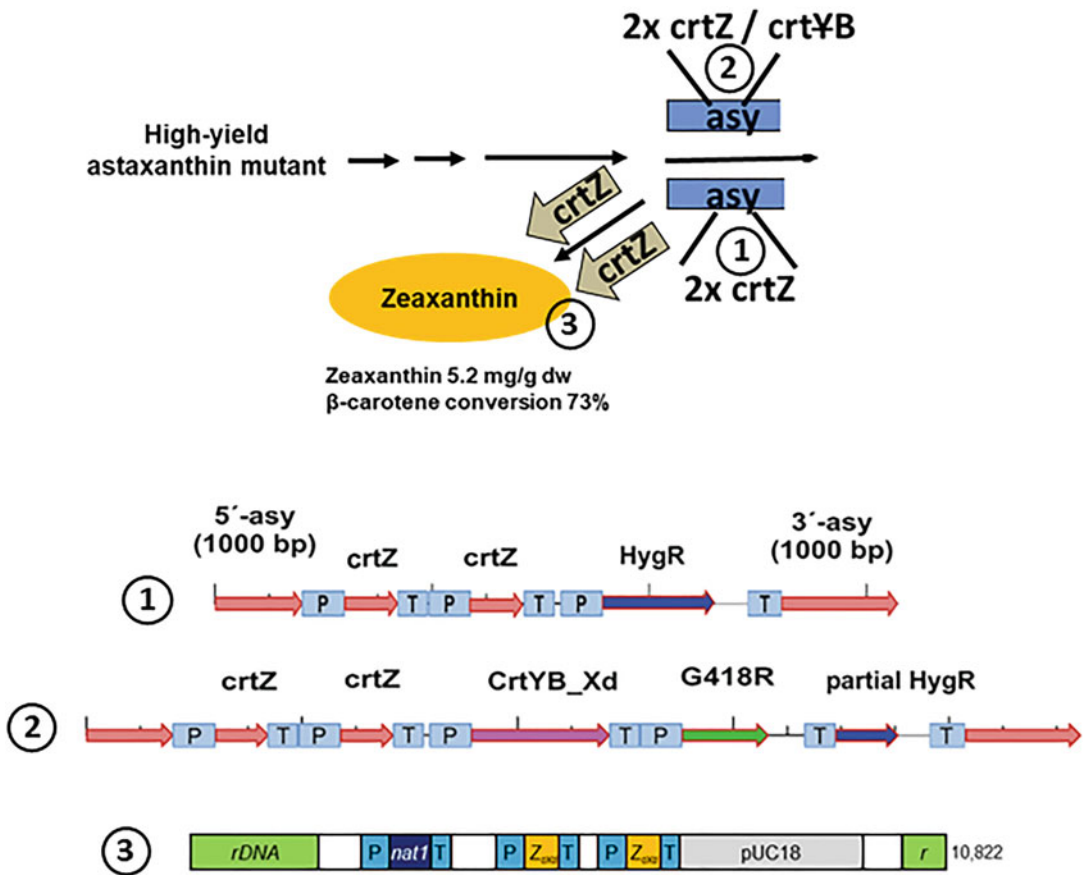 2x crtZ / crt¥B
2
asy
High-yield
astaxanthin mutant
crtZ
crtZ
asy
1
2x crtZ
Zeaxanthin
3
Zeaxanthin 5.2 mg/g dw
β-carotene conversion 73%
5´-asy
(1000 bp)
crtZ
crtZ
HygR
3´-asy
(1000 bp)
1
P
T
P
T
P
T
crtZ
crtZ
CrtYB_Xd
G418R
partial HygR
2
P
T
P
T
P
T
P
T
T
3
rDNA
P
nat1
T
P
T
P
T
pUC18
r
10,822